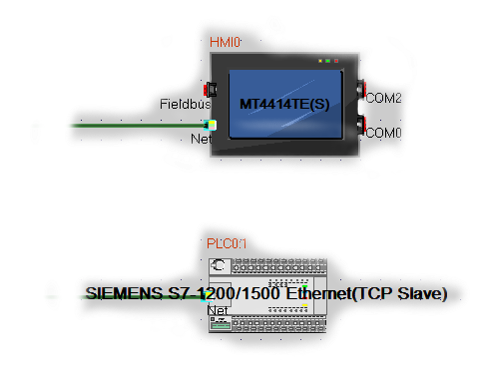 HMI0
MT4414TE(S)
Fieldbus
COM2
COM0
Net
PLC0:1
SIEMENS S7-1200/1500 Ethernet(TCP Slave)
Net